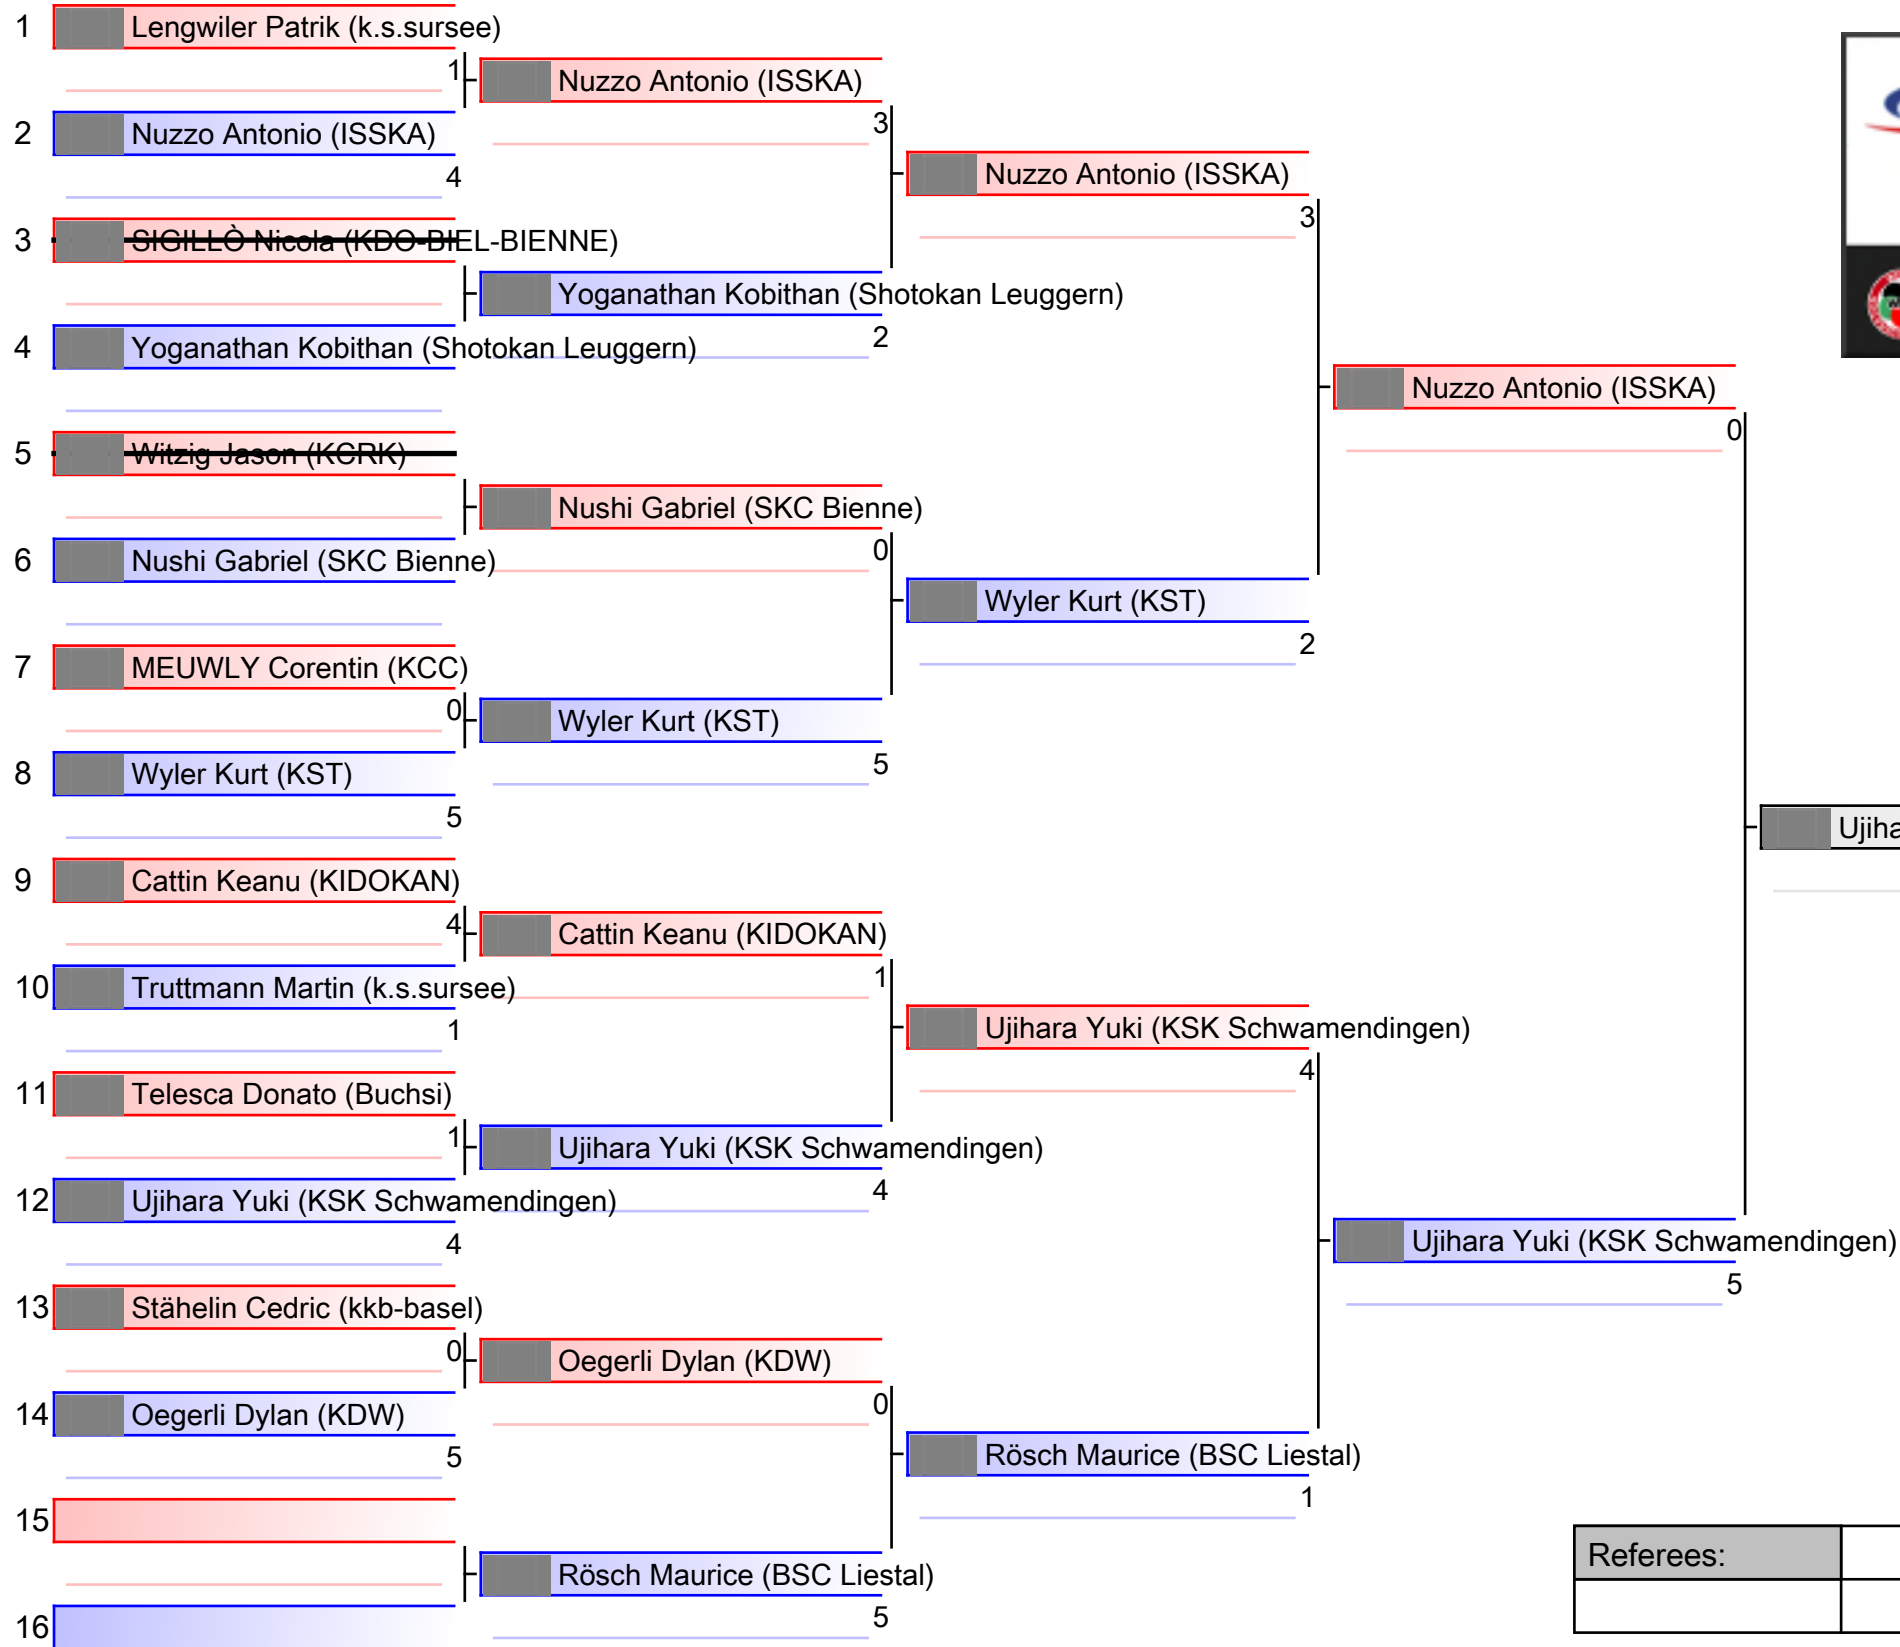 1 Lengwiler Patrik (k.s.sursee)
1
Nuzzo Antonio (ISSKA)
3
2 Nuzzo Antonio (ISSKA)
4
Nuzzo Antonio (ISSKA)
3
3 SIGILLÒ Nicola (KDO-BIEL-BIENNE)
Yoganathan Kobithan (Shotokan Leuggern)
2
4 Yoganathan Kobithan (Shotokan Leuggern)
Nuzzo Antonio (ISSKA)
0
5 Witzig Jason (KCRK)
Nushi Gabriel (SKC Bienne)
0
6 Nushi Gabriel (SKC Bienne)
Wyler Kurt (KST)
2
7 MEUWLY Corentin (KCC)
0
Wyler Kurt (KST)
5
8 Wyler Kurt (KST)
5
9 Cattin Keanu (KIDOKAN)
4
Cattin Keanu (KIDOKAN)
1
10 Truttmann Martin (k.s.sursee)
1
Ujihara Yuki (KSK Schwamendingen)
4
11 Telesca Donato (Buchsi)
1
Ujihara Yuki (KSK Schwamendingen)
4
12 Ujihara Yuki (KSK Schwamendingen)
4
Ujihara Yuki (KSK Schwamendingen)
5
13 Stähelin Cedric (kkb-basel)
0
Oegerli Dylan (KDW)
0
14 Oegerli Dylan (KDW)
5
Rösch Maurice (BSC Liestal)
1
15
Rösch Maurice (BSC Liestal)
5
16
Referees: